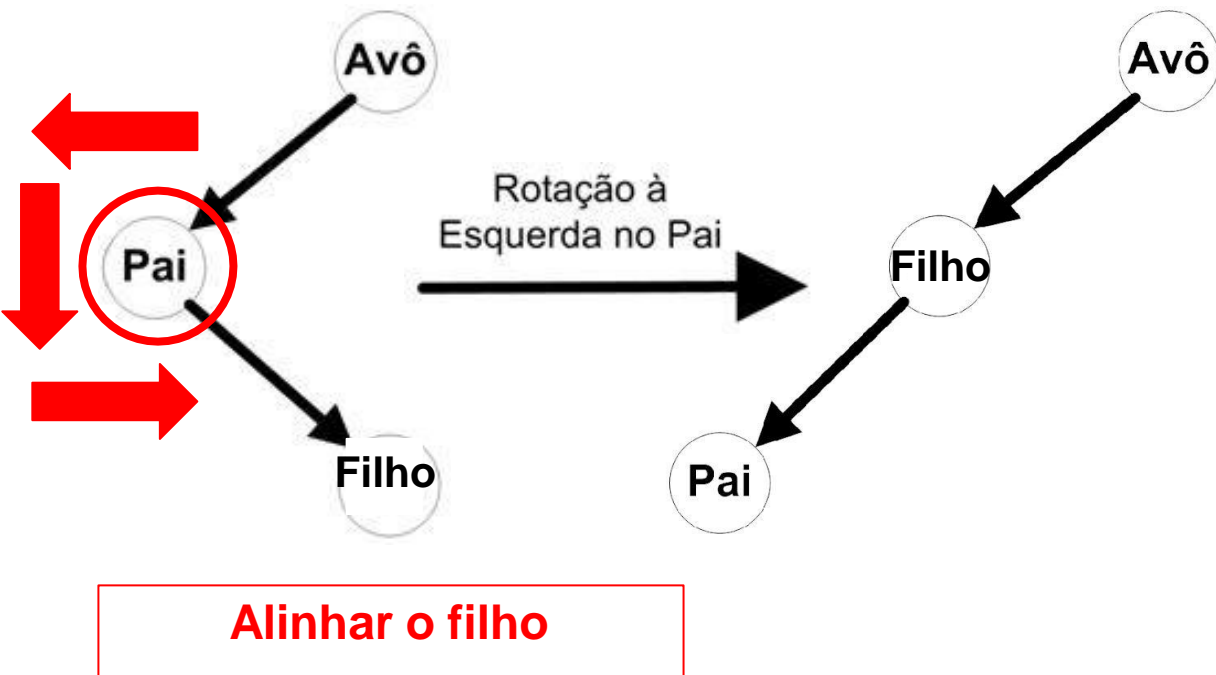 Avô
Avô
Rotação à
Esquerda no Pai
Pai
Filho
Filho
Pai
Alinhar o filho